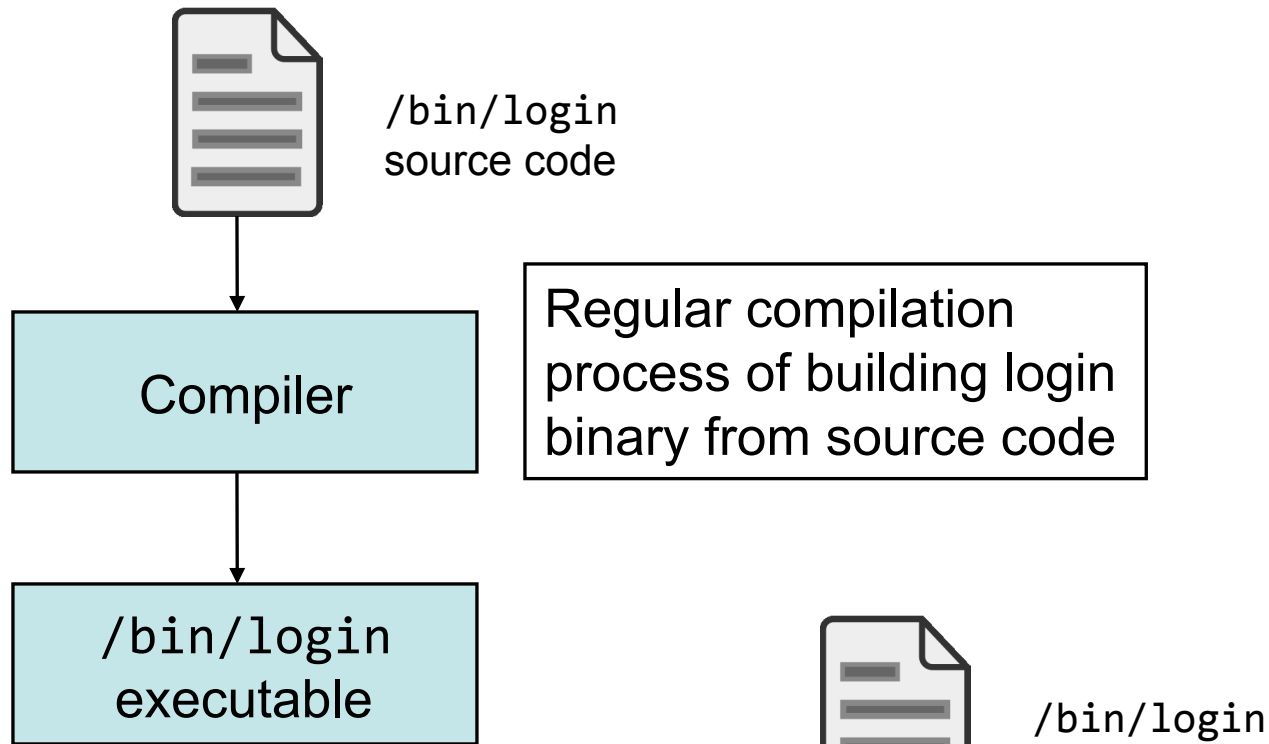 /bin/login
source code
Compiler
Regular compilation
process of building login
binary from source code
/bin/login
executable
/bin/login